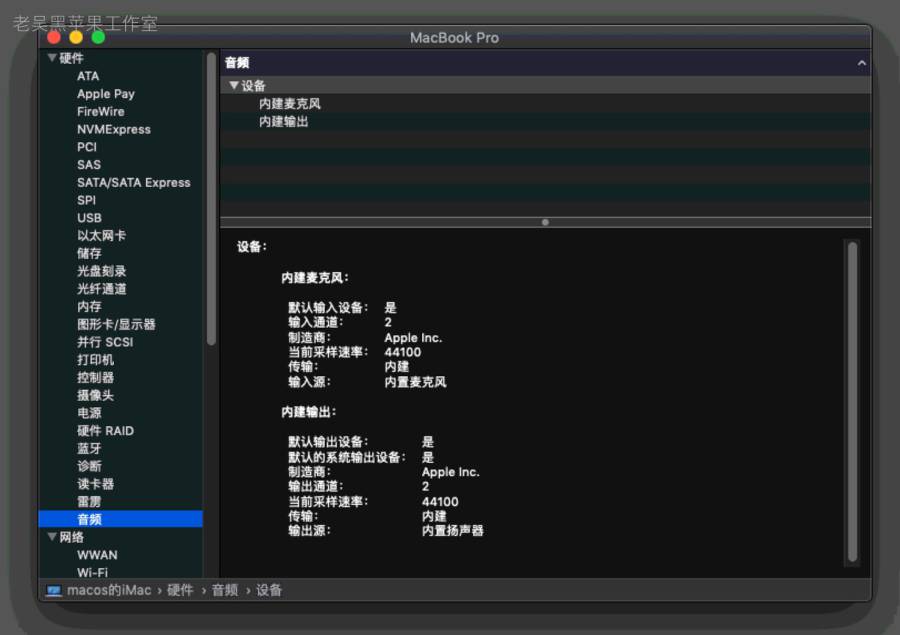 老吴黑苹果工作室
MacBook Pro
硬件
ATA
Apple Pay
FireWire
NVMExpress
PCI
SAS
SATA/SATA Express
SPI
USB
以太网卡
储存
光盘刻录
光纤通道
内存
图形卡/显示器
并行 SCSI
打印机
控制器
摄像头
电源
硬件 RAID
蓝牙
诊断
读卡器
雷雳
音频
网络
WWAN
Wi-Fi
音频
设备
内建麦克风
内建输出
设备：
内建麦克风：
默认输入设备： 是
输入通道： 2
制造商： Apple Inc.
当前采样速率： 44100
传输： 内建
输入源： 内置麦克风
内建输出：
默认输出设备： 是
默认的系统输出设备： 是
制造商： Apple Inc.
输出通道： 2
当前采样速率： 44100
传输： 内建
输出源： 内置扬声器
macos的iMac › 硬件 › 音频 › 设备